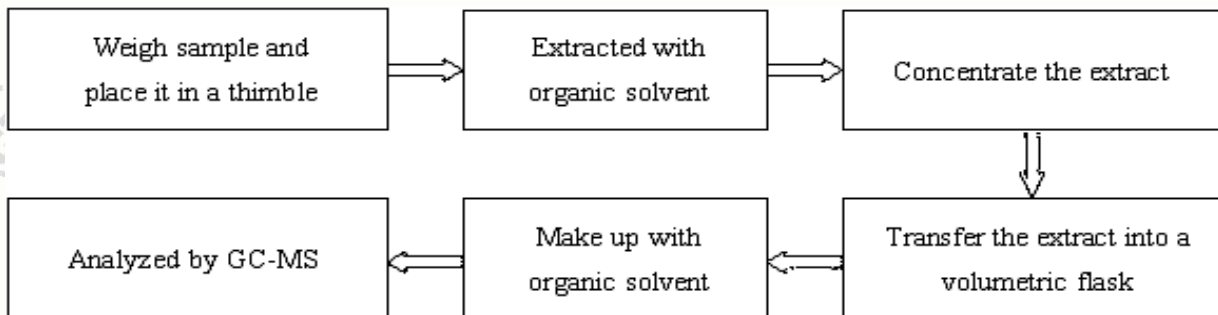 Weigh sample and
place it in a thimble
Extracted with
organic solvent
Concentrate the extract
Transfer the extract into a
volumetric flask
Make up with
organic solvent
Analyzed by GC-MS